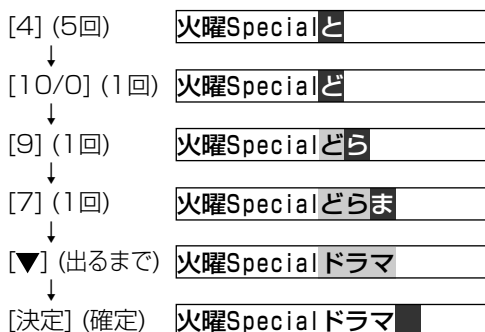 [4] (5回) 火曜Specialと
↓
[10/0] (1回) 火曜Specialど
↓
[9] (1回) 火曜Specialどら
↓
[7] (1回) 火曜Specialどらま
↓
[▼] (出るまで) 火曜Specialドラマ
↓
[決定] (確定) 火曜Specialドラマ